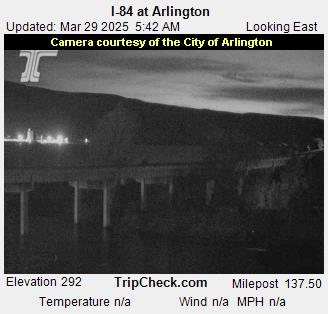 I-84 at Arlington
Updated: Mar 29 2025 5:42 AM Looking East
Camera courtesy of the City of Arlington
Elevation 292 TripCheck.com Milepost 137.50
Temperature n/a Wind n/a MPH n/a